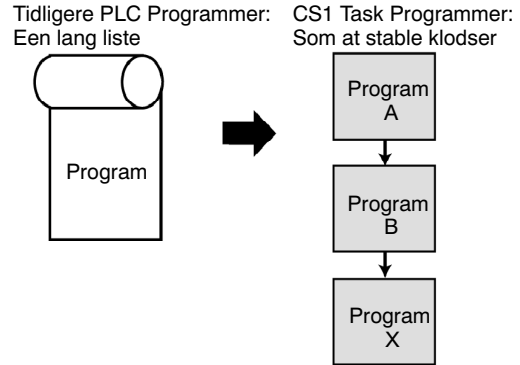 Tidligere PLC Programmer:
Een lang liste
Program
CS1 Task Programmer:
Som at stable klodser
Program
A
Program
B
Program
X